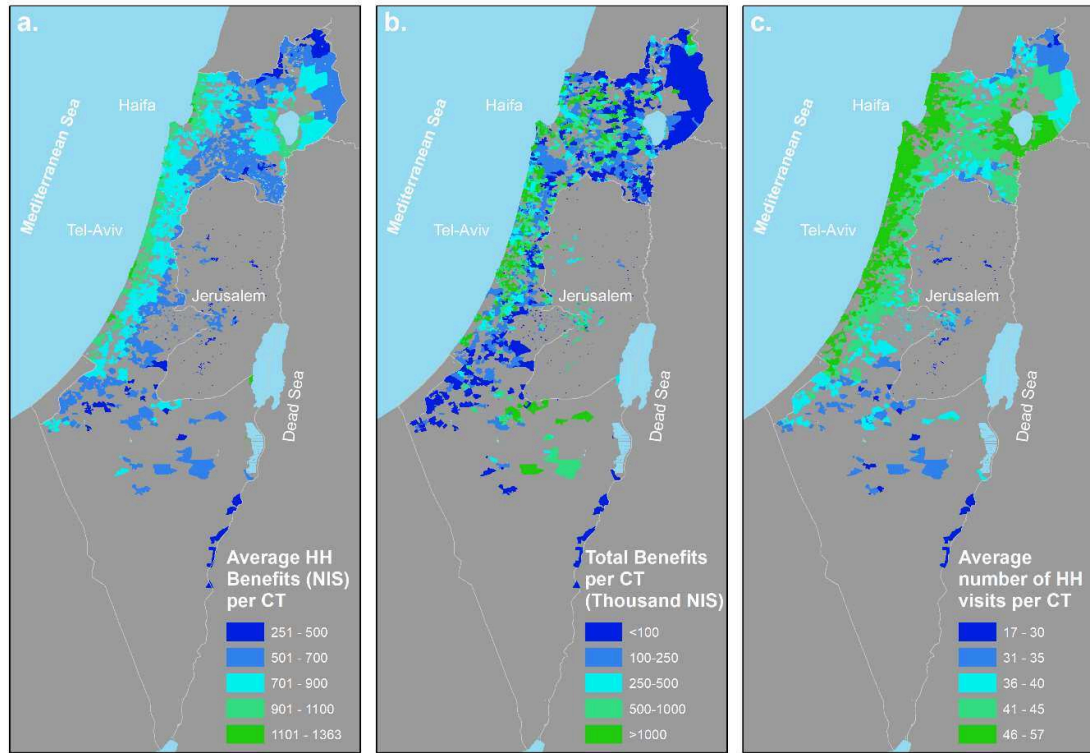 a.
Mediterranean Sea
Haifa
Tel-Aviv
Jerusalem
Dead Sea
Average HH
Benefits (NIS)
per CT
251 - 500
501 - 700
701 - 900
901 - 1100
1101 - 1363
b.
Mediterranean Sea
Haifa
Tel-Aviv
Jerusalem
Dead Sea
Total Benefits
per CT
(Thousand NIS)
<100
100-250
250-500
500-1000
>1000
c.
Mediterranean Sea
Haifa
Tel-Aviv
Jerusalem
Dead Sea
Average
number of HH
visits per CT
17 - 30
31 - 35
36 - 40
41 - 45
46 - 57